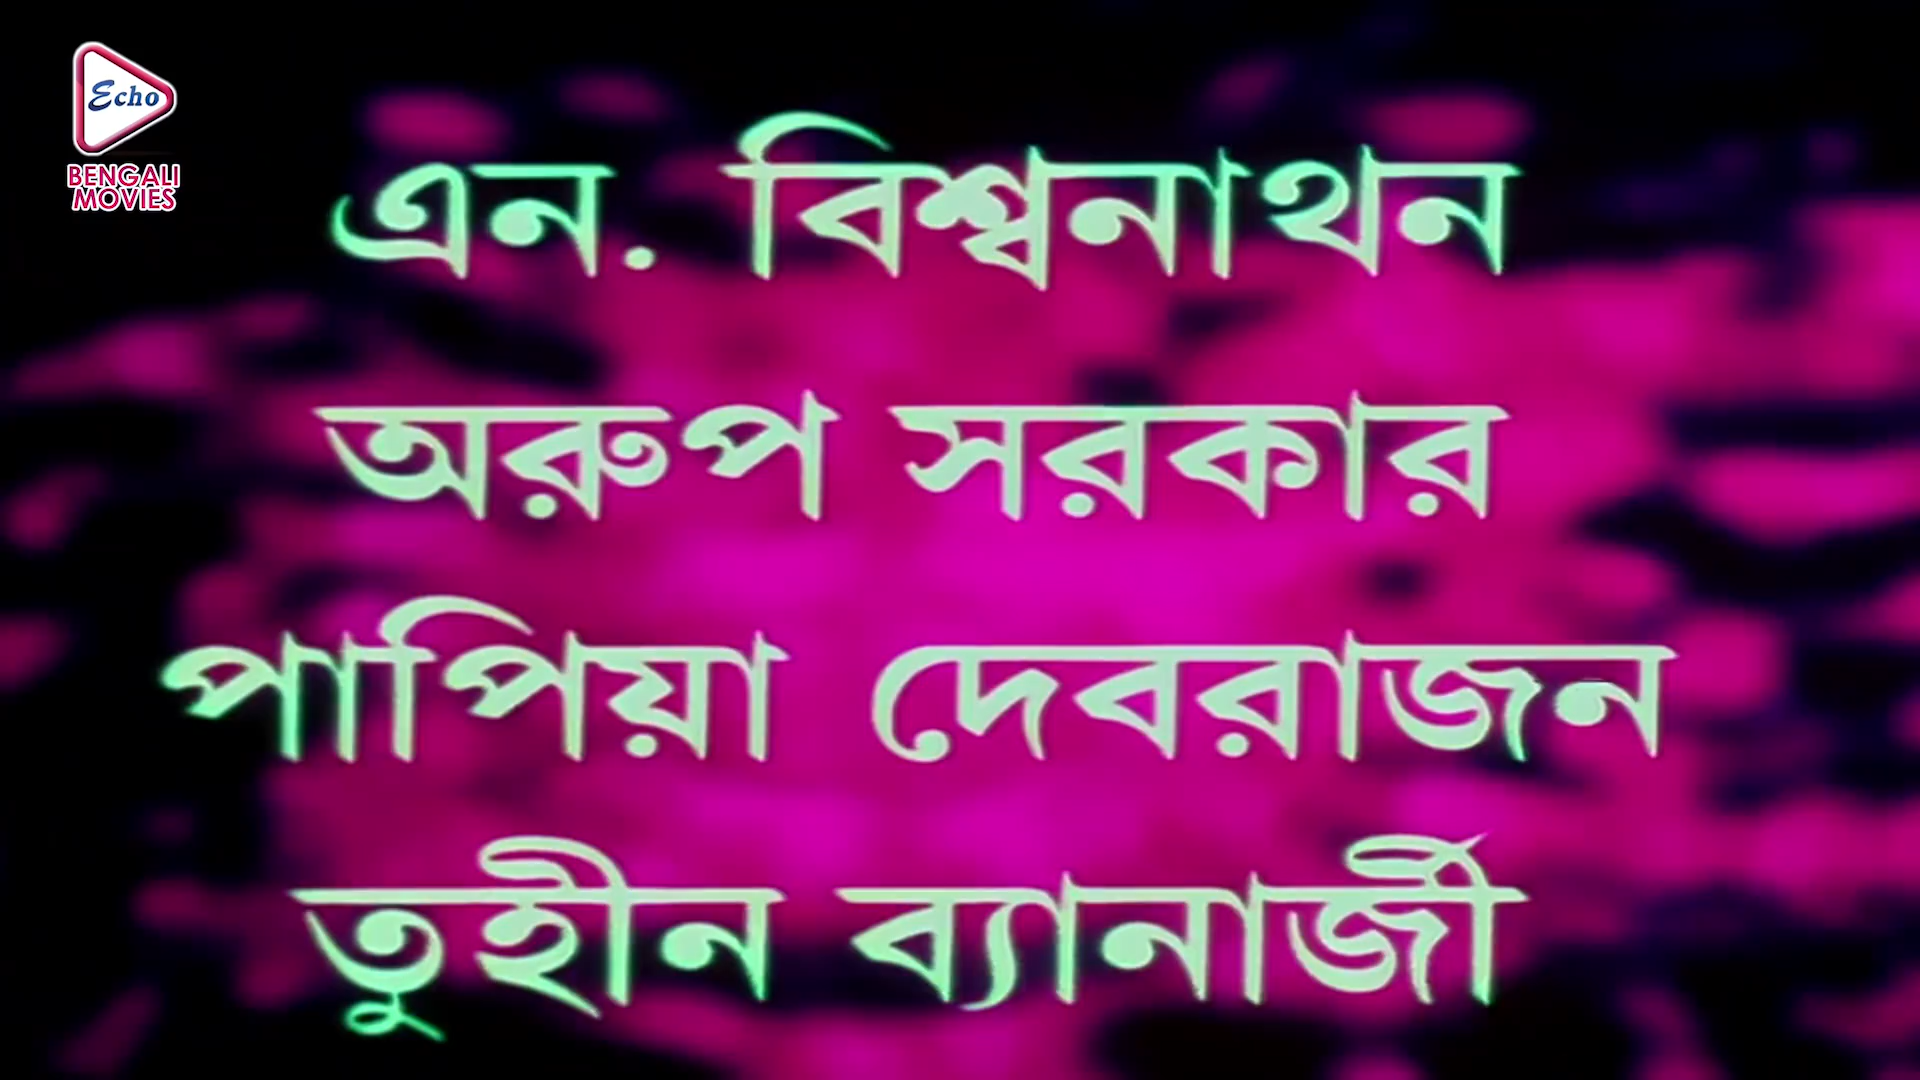 Echo
BENGALI
MOVIES
এন. বিশ্বনাথন
অরুপ সরকার
পাপিয়া দেবরাজন
তুহীন ব্যানার্জী